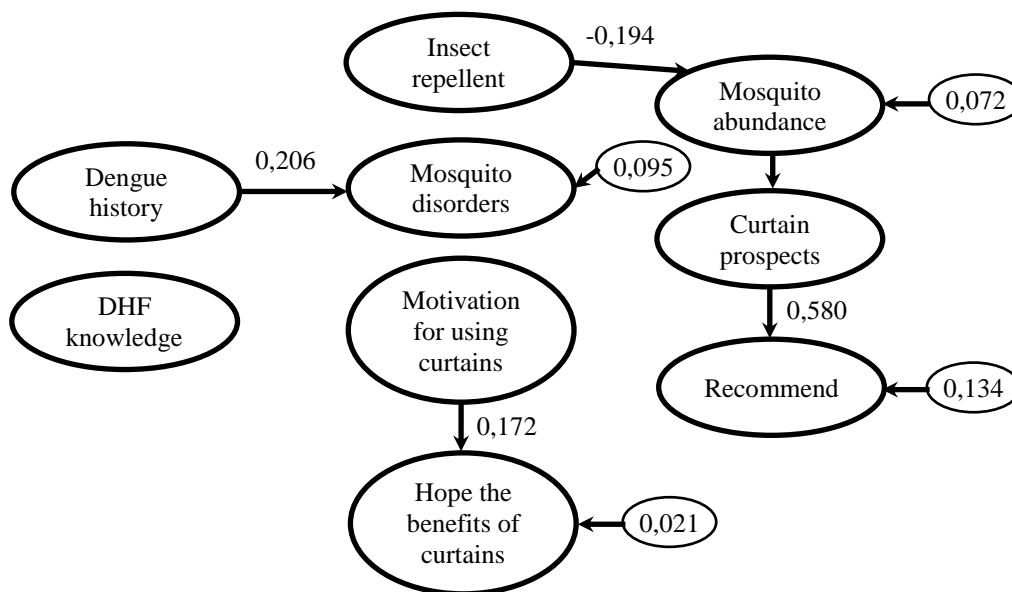 Insect
repellent
-0,194
Mosquito
abundance
0,072
Dengue
history
0,206
Mosquito
disorders
0,095
Curtain
prospects
DHF
knowledge
Motivation
for using
curtains
0,580
Recommend
0,134
0,172
Hope the
benefits of
curtains
0,021